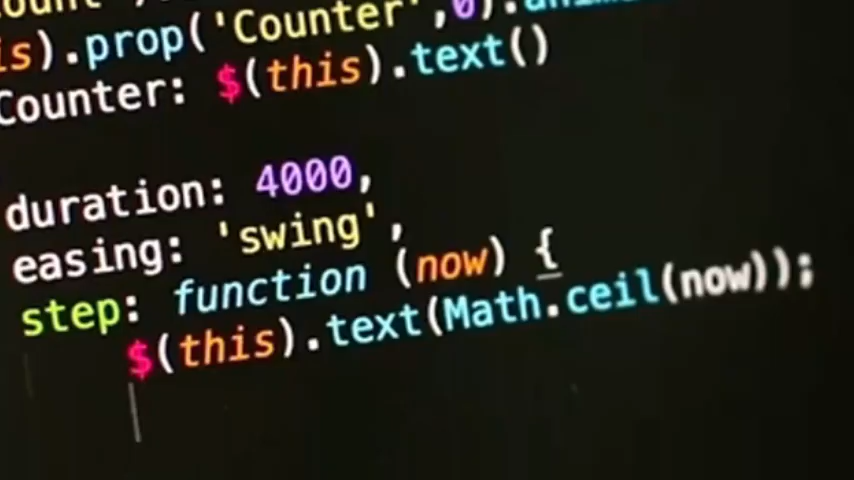 is).prop('Counter',0).
Counter: $(this).text()
duration: 4000,
easing: 'swing',
step: function (now) {
$(this).text(Math.ceil(now));